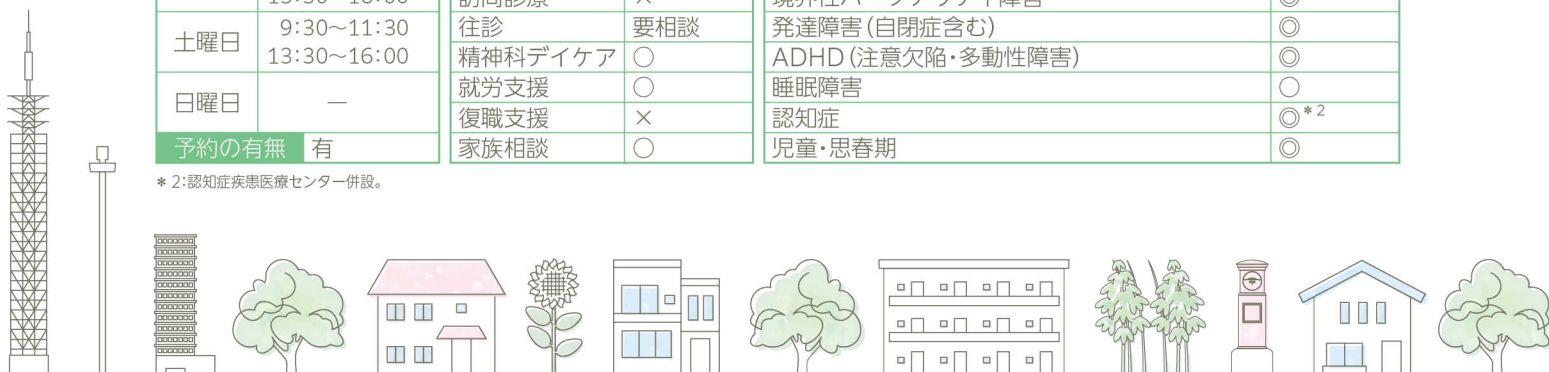 土曜日 9:30～11:30
13:30～16:00
日曜日 ―
予約の有無 有
往診 要相談
精神科デイケア ○
就労支援 ○
復職支援 ×
家族相談 ○
発達障害（自閉症含む） ◎
ADHD（注意欠陥・多動性障害） ◎
睡眠障害 ○
認知症 ◎＊2
児童・思春期 ◎
＊2：認知症疾患医療センター併設。